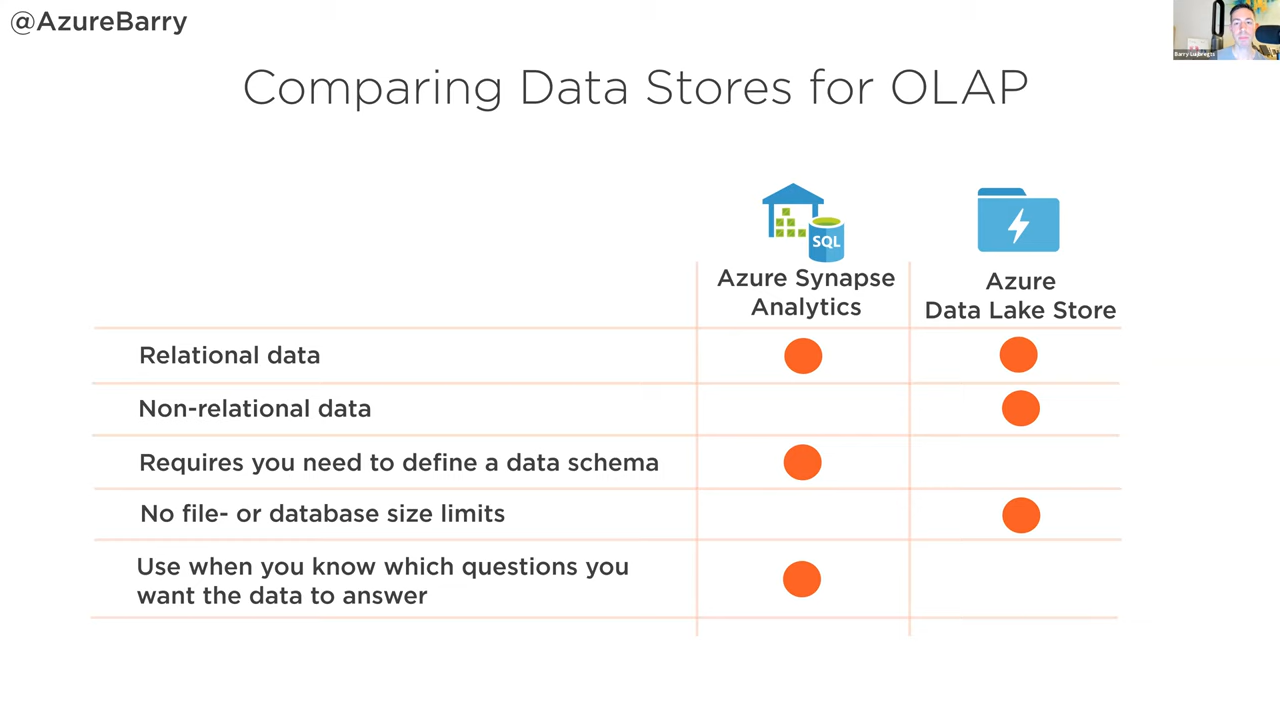 @AzureBarry
Comparing Data Stores for OLAP
SQL
Azure Synapse
Analytics
Azure
Data Lake Store
Relational data
Non-relational data
Requires you need to define a data schema
No file- or database size limits
Use when you know which questions you
want the data to answer